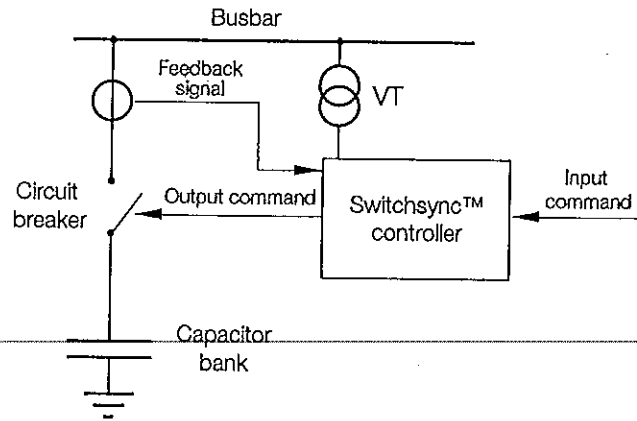 Busbar
Feedback
signal
VT
Circuit
breaker
Output command
Switchsync™
controller
Input
command
Capacitor
bank